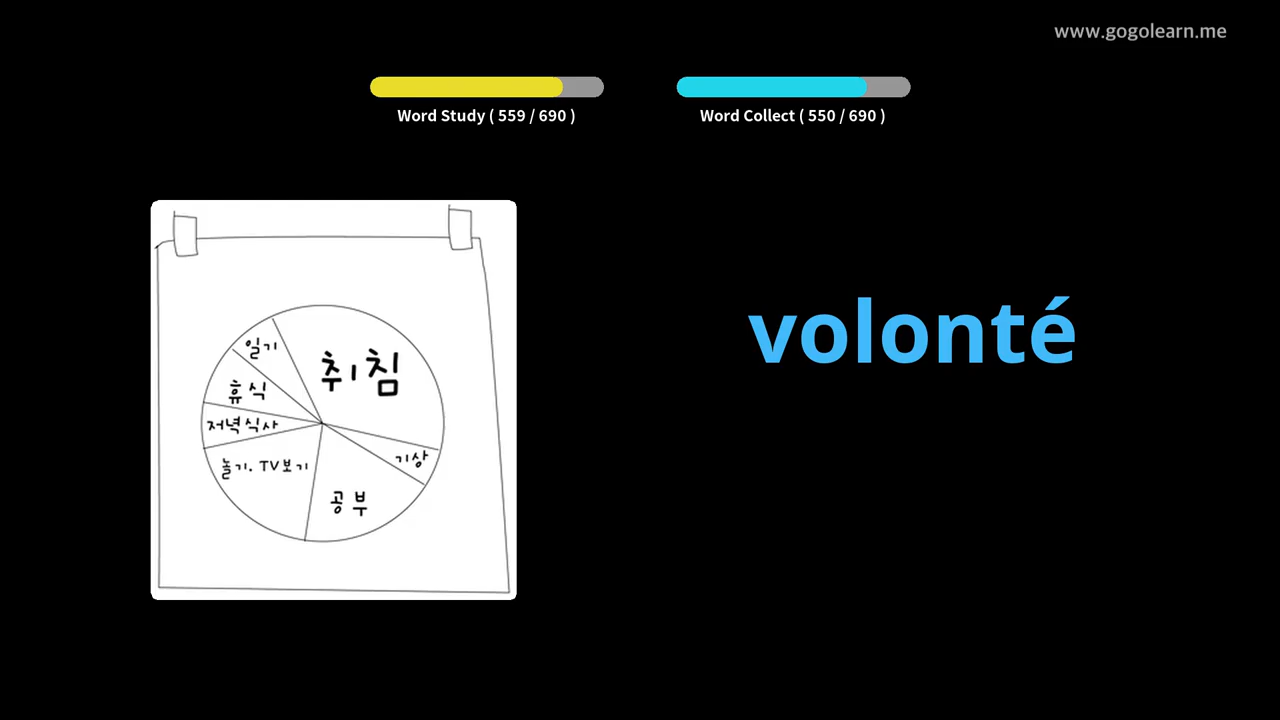 www.gogolearn.me
Word Study ( 559 / 690 )
Word Collect ( 550 / 690 )
일기
취침
휴식
저녁식사
놀기. TV보기
기상
공부
volonté